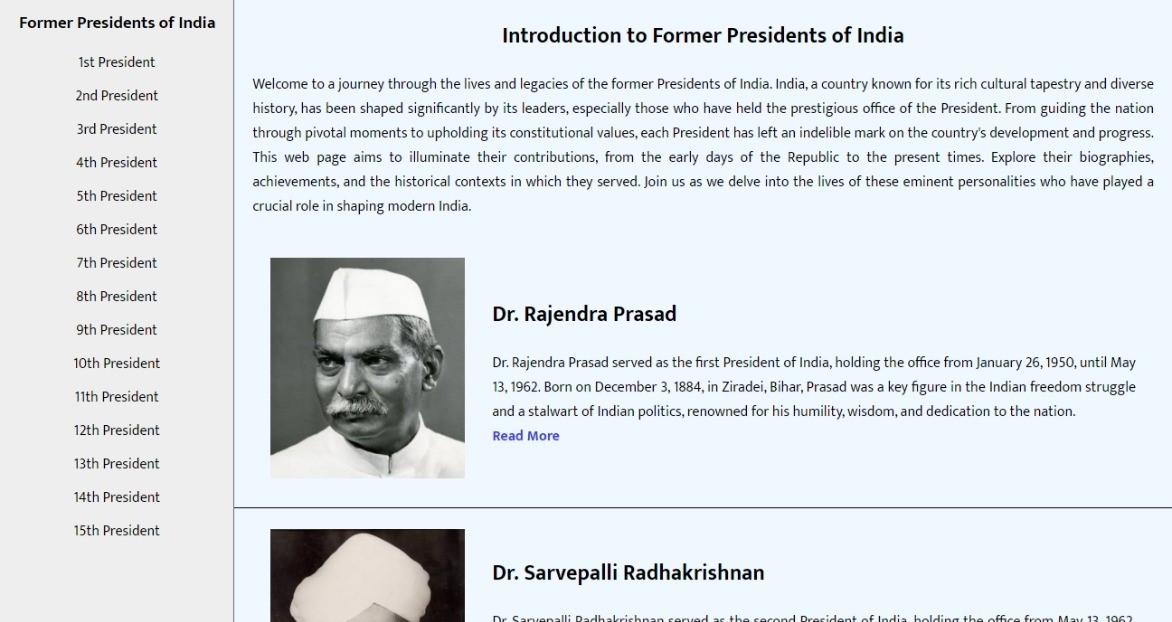 Former Presidents of India
1st President
2nd President
3rd President
4th President
5th President
6th President
7th President
8th President
9th President
10th President
11th President
12th President
13th President
14th President
15th President
Introduction to Former Presidents of India
Welcome to a journey through the lives and legacies of the former Presidents of India. India, a country known for its rich cultural tapestry and diverse
history, has been shaped significantly by its leaders, especially those who have held the prestigious office of the President. From guiding the nation
through pivotal moments to upholding its constitutional values, each President has left an indelible mark on the country's development and progress.
This web page aims to illuminate their contributions, from the early days of the Republic to the present times. Explore their biographies,
achievements, and the historical contexts in which they served. Join us as we delve into the lives of these eminent personalities who have played a
crucial role in shaping modern India.
Dr. Rajendra Prasad
Dr. Rajendra Prasad served as the first President of India, holding the office from January 26, 1950, until May
13, 1962. Born on December 3, 1884, in Ziradei, Bihar, Prasad was a key figure in the Indian freedom struggle
and a stalwart of Indian politics, renowned for his humility, wisdom, and dedication to the nation.
Read More
Dr. Sarvepalli Radhakrishnan
Dr. Sarvepalli Radhakrishnan served as the second President of India, holding the office from May 13, 1962,